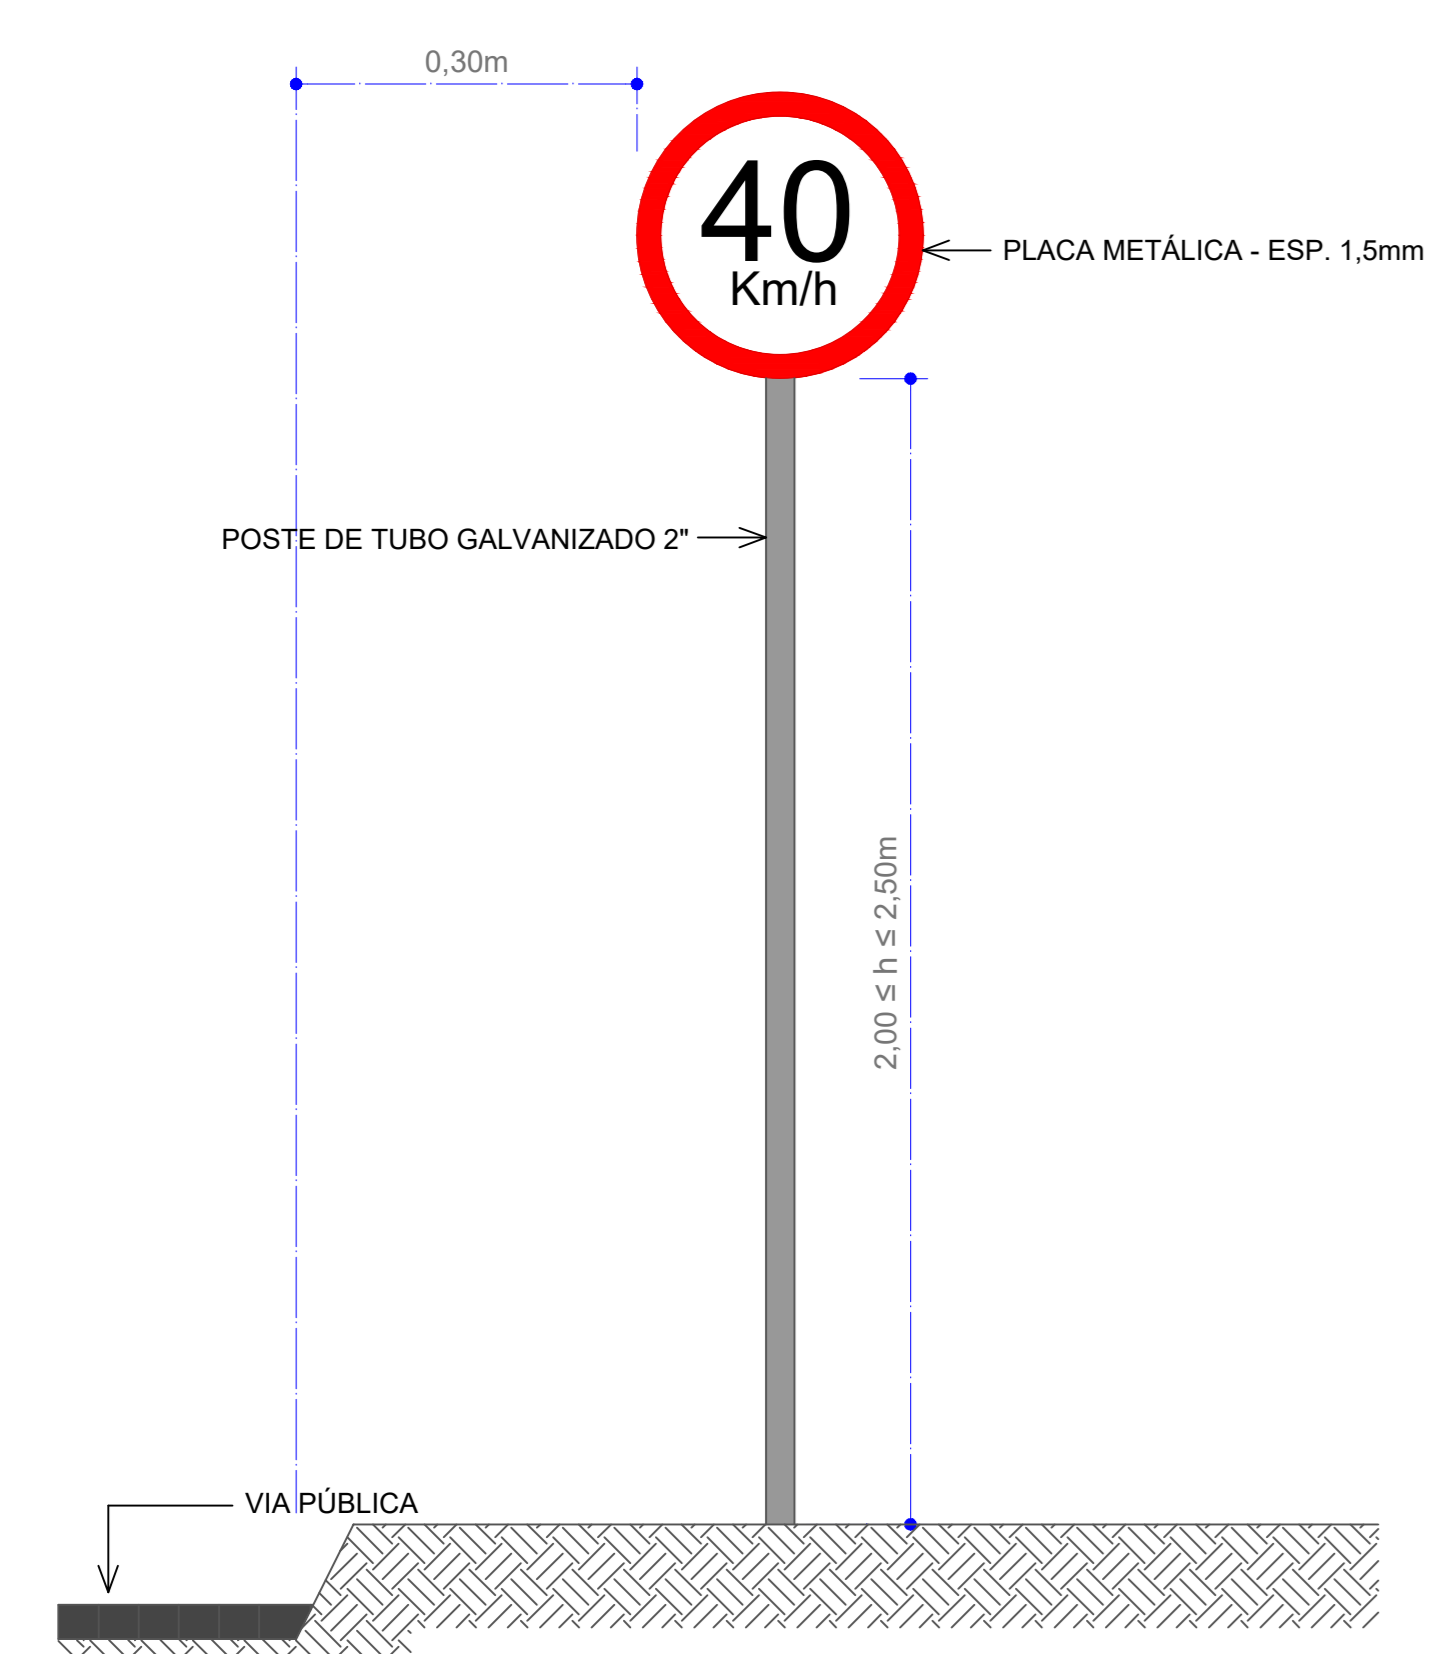 0,30m
40
Km/h
PLACA METÁLICA - ESP. 1,5mm
POSTE DE TUBO GALVANIZADO 2"
2,00 ≤ h ≤ 2,50m
VIA PÚBLICA